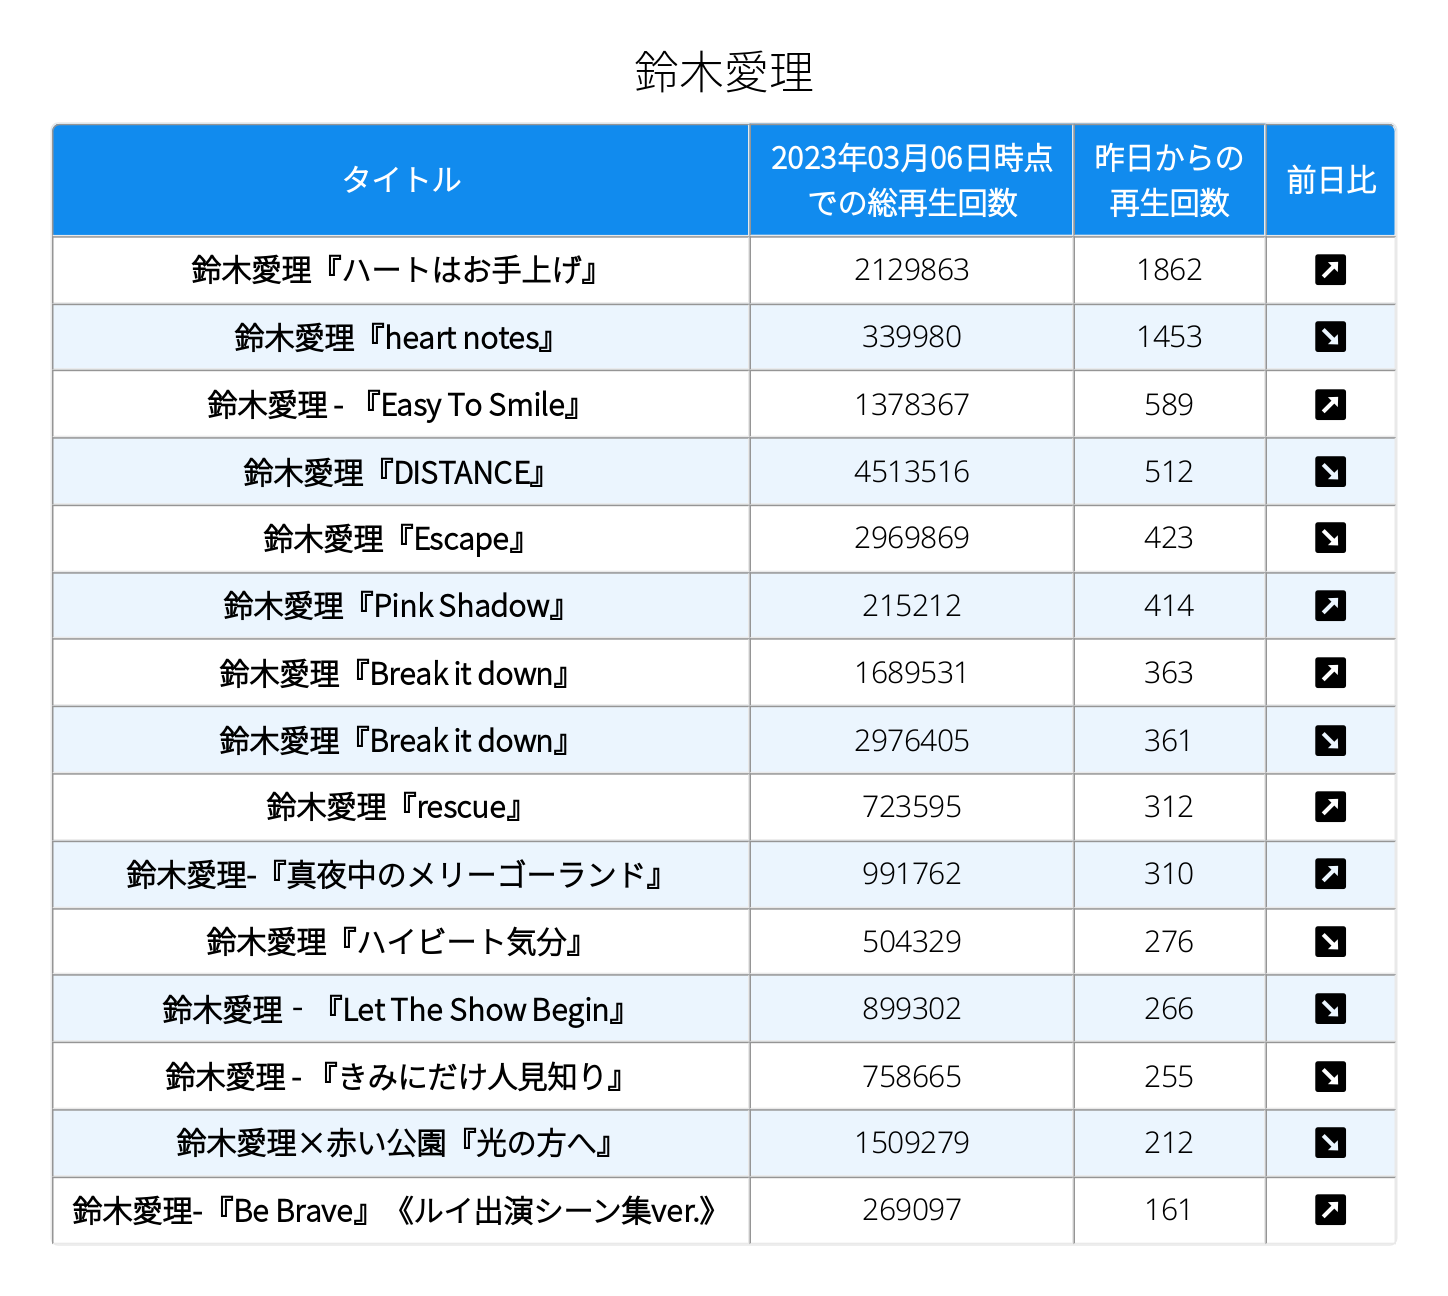 鈴木愛理
タイトル 2023年03月06日時点での総再生回数 昨日からの再生回数 前日比
鈴木愛理『ハートはお手上げ』 2129863 1862 ↗
鈴木愛理『heart notes』 339980 1453 ↘
鈴木愛理 - 『Easy To Smile』 1378367 589 ↗
鈴木愛理『DISTANCE』 4513516 512 ↘
鈴木愛理『Escape』 2969869 423 ↘
鈴木愛理『Pink Shadow』 215212 414 ↗
鈴木愛理『Break it down』 1689531 363 ↗
鈴木愛理『Break it down』 2976405 361 ↘
鈴木愛理『rescue』 723595 312 ↗
鈴木愛理-『真夜中のメリーゴーランド』 991762 310 ↗
鈴木愛理『ハイビート気分』 504329 276 ↘
鈴木愛理 - 『Let The Show Begin』 899302 266 ↘
鈴木愛理 - 『きみにだけ人見知り』 758665 255 ↘
鈴木愛理×赤い公園『光の方へ』 1509279 212 ↘
鈴木愛理-『Be Brave』《ルイ出演シーン集ver.》 269097 161 ↗